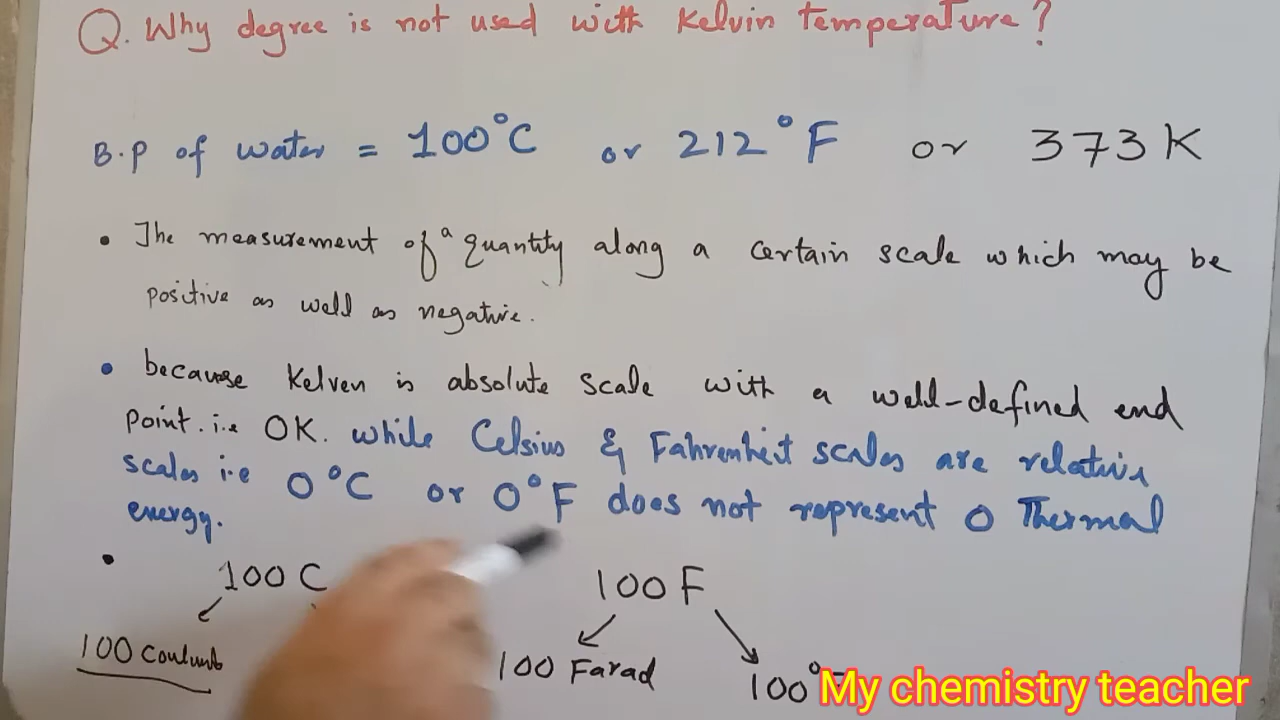 Q. Why degree is not used with Kelvin temperature?
B.P of water = 100°C or 212°F or 373 K
• The measurement of a quantity along a certain scale which may be
positive as well as negative.
• because Kelven is absolute scale with a well-defined end
point. i.e 0K. while Celsius & Fahrenheit scales are relative
scales i.e 0°C or 0°F does not represent 0 Thermal
energy.
• 100 C 100 F
100 Coulumb 100 Farad 100°
My chemistry teacher